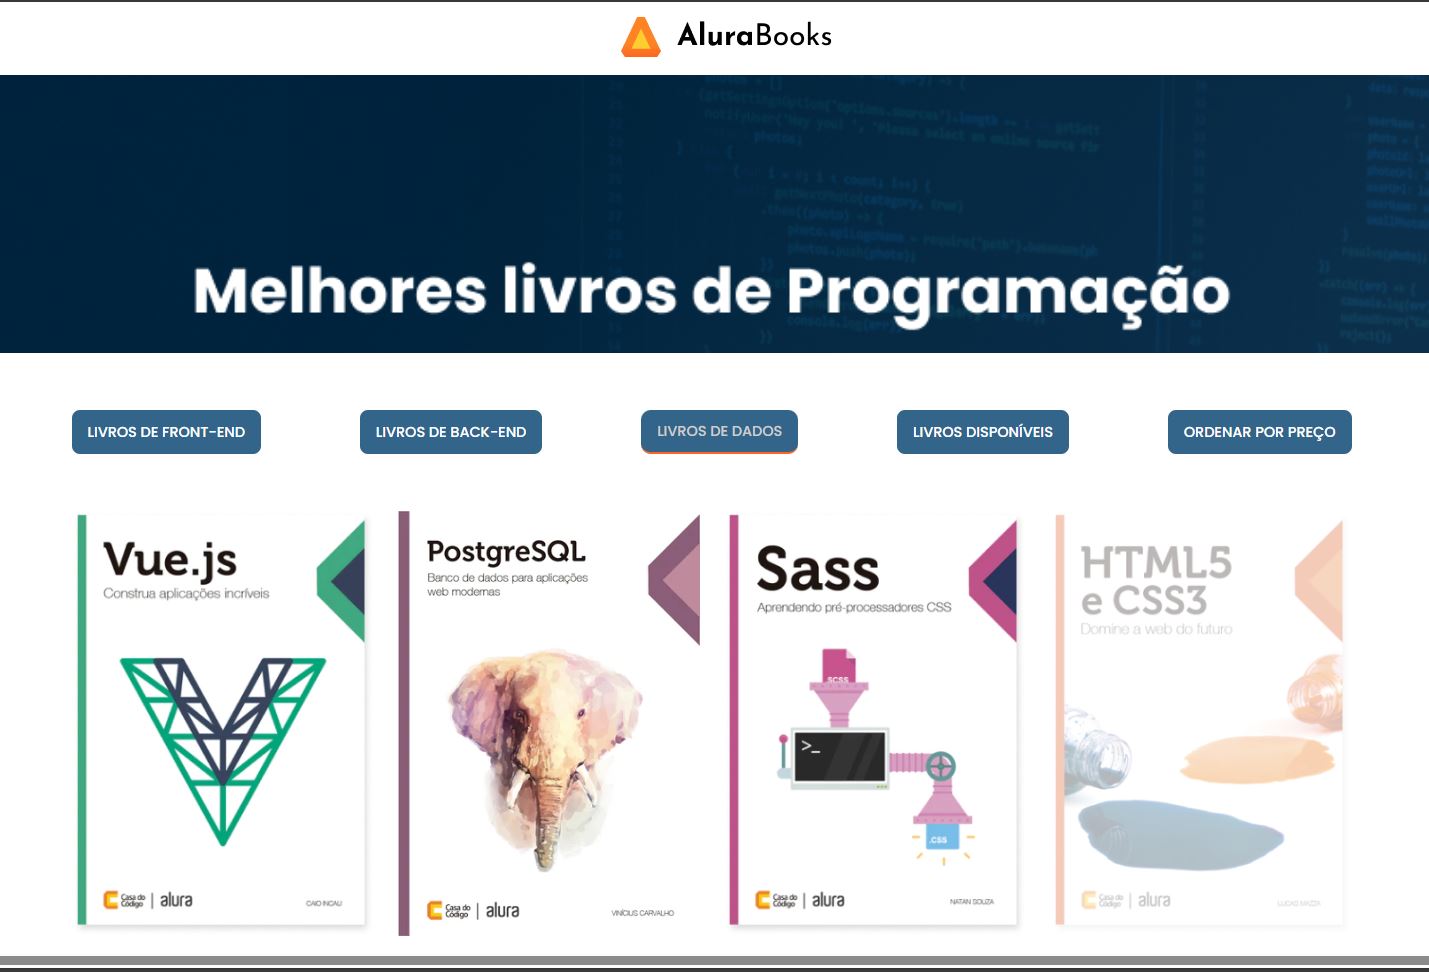 AluraBooks
Melhores livros de Programação
LIVROS DE FRONT-END
LIVROS DE BACK-END
LIVROS DE DADOS
LIVROS DISPONÍVEIS
ORDENAR POR PREÇO
Vue.js
Construa aplicações incríveis
Casa do
Código
alura
CAIO INCAU
PostgreSQL
Banco de dados para aplicações
web modernas
Casa do
Código
alura
VINÍCIUS CARVALHO
Sass
Aprendendo pré-processadores CSS
SCSS
>_
.CSS
Casa do
Código
alura
NATAN SOUZA
HTML5
e CSS3
Domine a web do futuro
Casa do
Código
alura
LUCAS MAZZA